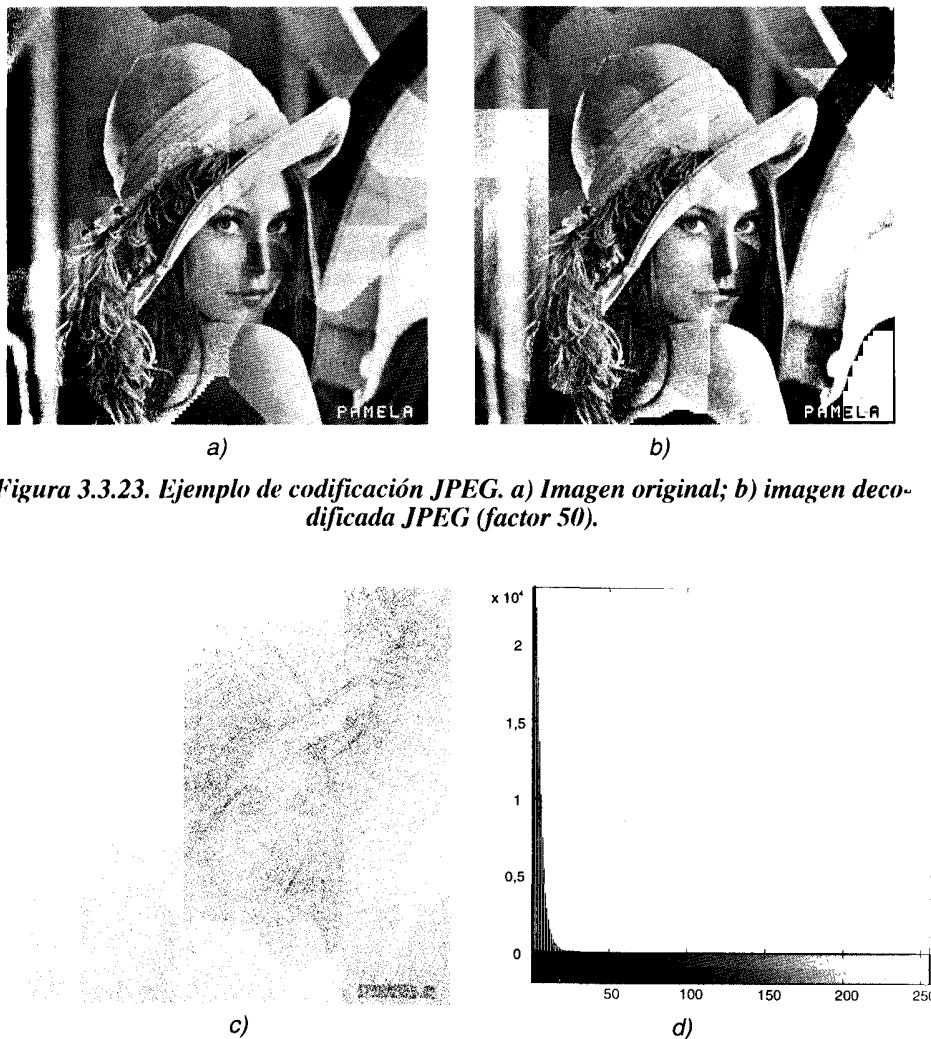 PAMELA
PAMELA
a)
b)
Figura 3.3.23. Ejemplo de codificación JPEG. a) Imagen original; b) imagen deco-
dificada JPEG (factor 50).
x 10⁴
2
1,5
1
0,5
0
50
100
150
200
250
c)
d)